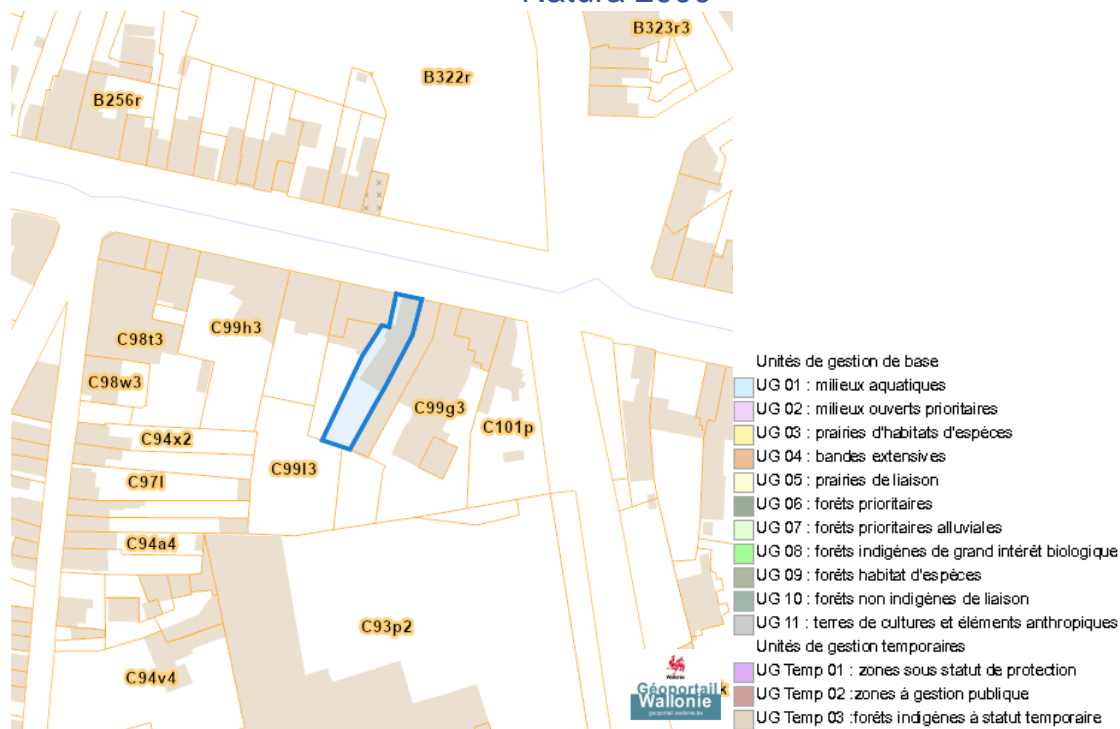 Natura 2000
B323r3
B322r
B256r
C99h3
C98t3
C98w3
C99g3
C101p
C94x2
C99l3
C97l
C94a4
C93p2
C94v4
k
Wallonie
Géoportail
Wallonie
geoportail.wallonie.be
Unités de gestion de base
UG 01 : milieux aquatiques
UG 02 : milieux ouverts prioritaires
UG 03 : prairies d'habitats d'espèces
UG 04 : bandes extensives
UG 05 : prairies de liaison
UG 06 : forêts prioritaires
UG 07 : forêts prioritaires alluviales
UG 08 : forêts indigènes de grand intérêt biologique
UG 09 : forêts habitat d'espèces
UG 10 : forêts non indigènes de liaison
UG 11 : terres de cultures et éléments anthropiques
Unités de gestion temporaires
UG Temp 01 : zones sous statut de protection
UG Temp 02 :zones à gestion publique
UG Temp 03 :forêts indigènes à statut temporaire